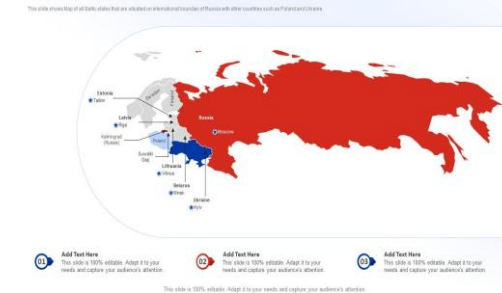 This slide shows Map of all Baltic states that are situated on international boundary of Russia with other countries such as Poland and Ukraine.
Estonia
Tallin
Latvia
Riga
Kaliningrad
(Russia)
Poland
Suwalki
Gap
Lithuania
Vilnius
Belarus
Minsk
Ukraine
Kyiv
Finland
Russia
Moscow
01
Add Text Here
This slide is 100% editable. Adapt it to your
needs and capture your audience's attention.
02
Add Text Here
This slide is 100% editable. Adapt it to your
needs and capture your audience's attention.
03
Add Text Here
This slide is 100% editable. Adapt it to your
needs and capture your audience's attention.
This slide is 100% editable. Adapt it to your needs and capture your audience's attention.